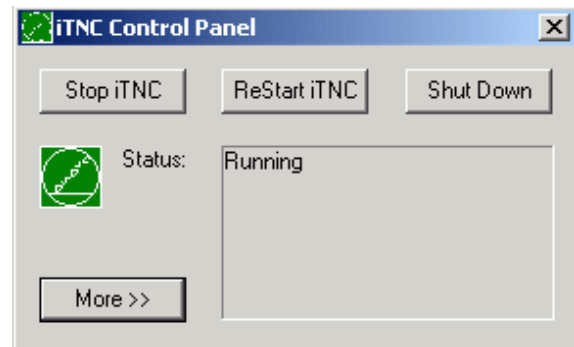 iTNC Control Panel
Stop iTNC ReStart iTNC Shut Down
Status: Running
More >>